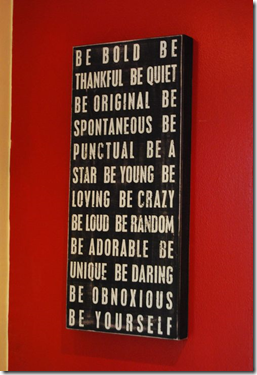 BE BOLD BE
THANKFUL BE QUIET
BE ORIGINAL BE
SPONTANEOUS BE
PUNCTUAL BE A
STAR BE YOUNG BE
LOVING BE CRAZY
BE LOUD BE RANDOM
BE ADORABLE BE
UNIQUE BE DARING
BE OBNOXIOUS
BE YOURSELF